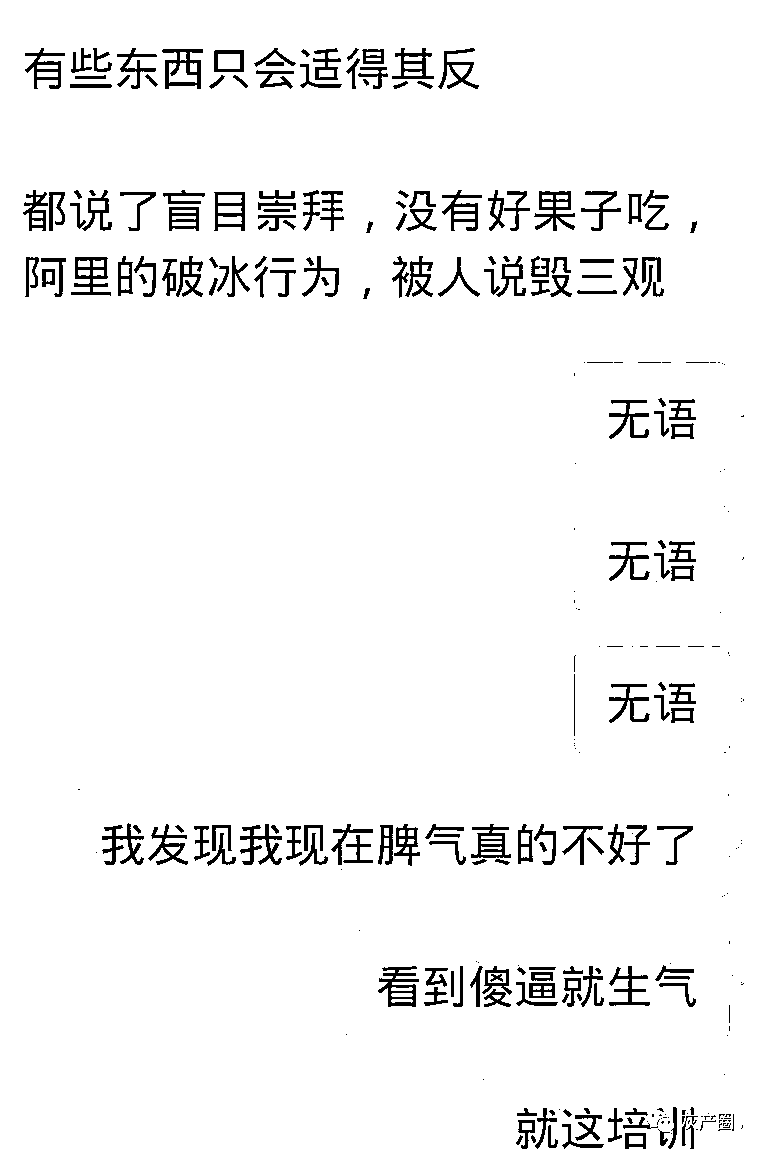 有些东西只会适得其反
都说了盲目崇拜，没有好果子吃，
阿里的破冰行为，被人说毁三观
无语
无语
无语
我发现我现在脾气真的不好了
看到傻逼就生气
就这培训
灰产圈